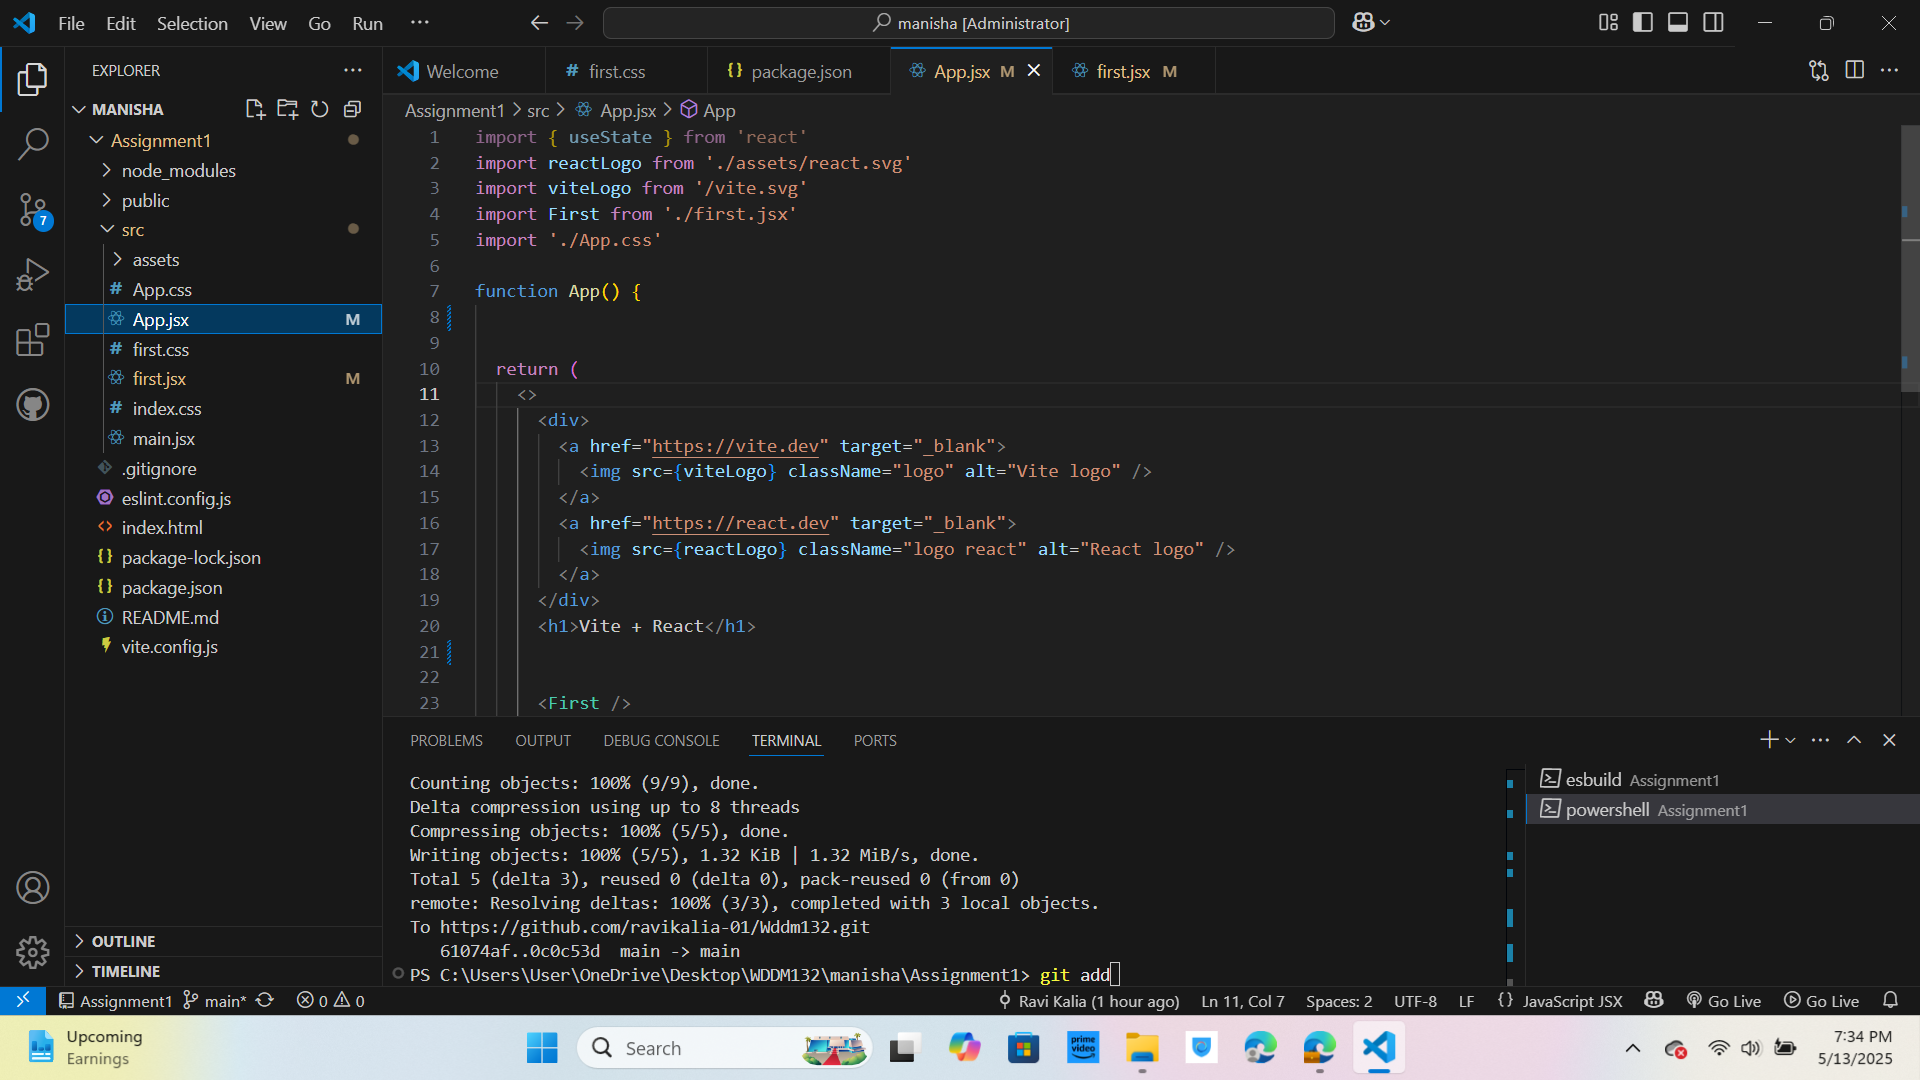 File Edit Selection View Go Run ···
manisha [Administrator]
EXPLORER
MANISHA
Assignment1
node_modules
public
src
assets
App.css
App.jsx M
first.css
first.jsx M
index.css
main.jsx
.gitignore
eslint.config.js
index.html
package-lock.json
package.json
README.md
vite.config.js
OUTLINE
TIMELINE
7
Welcome
first.css
package.json
App.jsx M
first.jsx M
Assignment1 > src > App.jsx > App
1 import { useState } from 'react'
2 import reactLogo from './assets/react.svg'
3 import viteLogo from '/vite.svg'
4 import First from './first.jsx'
5 import './App.css'
6
7 function App() {
8
9
10 return (
11 <>
12 <div>
13 <a href="https://vite.dev" target="_blank">
14 <img src={viteLogo} className="logo" alt="Vite logo" />
15 </a>
16 <a href="https://react.dev" target="_blank">
17 <img src={reactLogo} className="logo react" alt="React logo" />
18 </a>
19 </div>
20 <h1>Vite + React</h1>
21
22
23 <First />
PROBLEMS OUTPUT DEBUG CONSOLE TERMINAL PORTS
Counting objects: 100% (9/9), done.
Delta compression using up to 8 threads
Compressing objects: 100% (5/5), done.
Writing objects: 100% (5/5), 1.32 KiB | 1.32 MiB/s, done.
Total 5 (delta 3), reused 0 (delta 0), pack-reused 0 (from 0)
remote: Resolving deltas: 100% (3/3), completed with 3 local objects.
To https://github.com/ravikalia-01/Wddm132.git
61074af..0c0c53d main -> main
PS C:\Users\User\OneDrive\Desktop\WDDM132\manisha\Assignment1> git add
esbuild Assignment1
powershell Assignment1
Assignment1 main* 0 0
Ravi Kalia (1 hour ago) Ln 11, Col 7 Spaces: 2 UTF-8 LF {} JavaScript JSX Go Live Go Live
Upcoming
Earnings
Search
prime
video
7:34 PM
5/13/2025